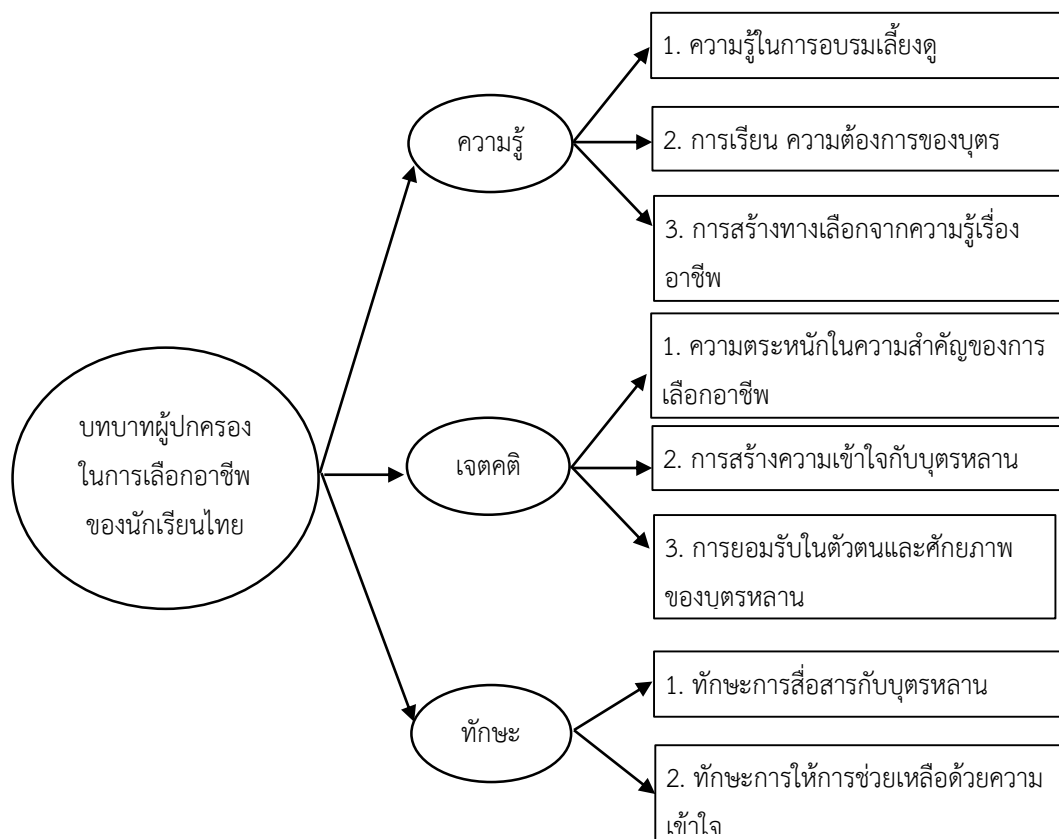 บทบาทผู้ปกครอง
ในการเลือกอาชีพ
ของนักเรียนไทย
ความรู้
1. ความรู้ในการอบรมเลี้ยงดู
2. การเรียน ความต้องการของบุตร
3. การสร้างทางเลือกจากความรู้เรื่อง
อาชีพ
เจตคติ
1. ความตระหนักในความสำคัญของการ
เลือกอาชีพ
2. การสร้างความเข้าใจกับบุตรหลาน
3. การยอมรับในตัวตนและศักยภาพ
ของบุตรหลาน
ทักษะ
1. ทักษะการสื่อสารกับบุตรหลาน
2. ทักษะการให้การช่วยเหลือด้วยความ
เข้าใจ